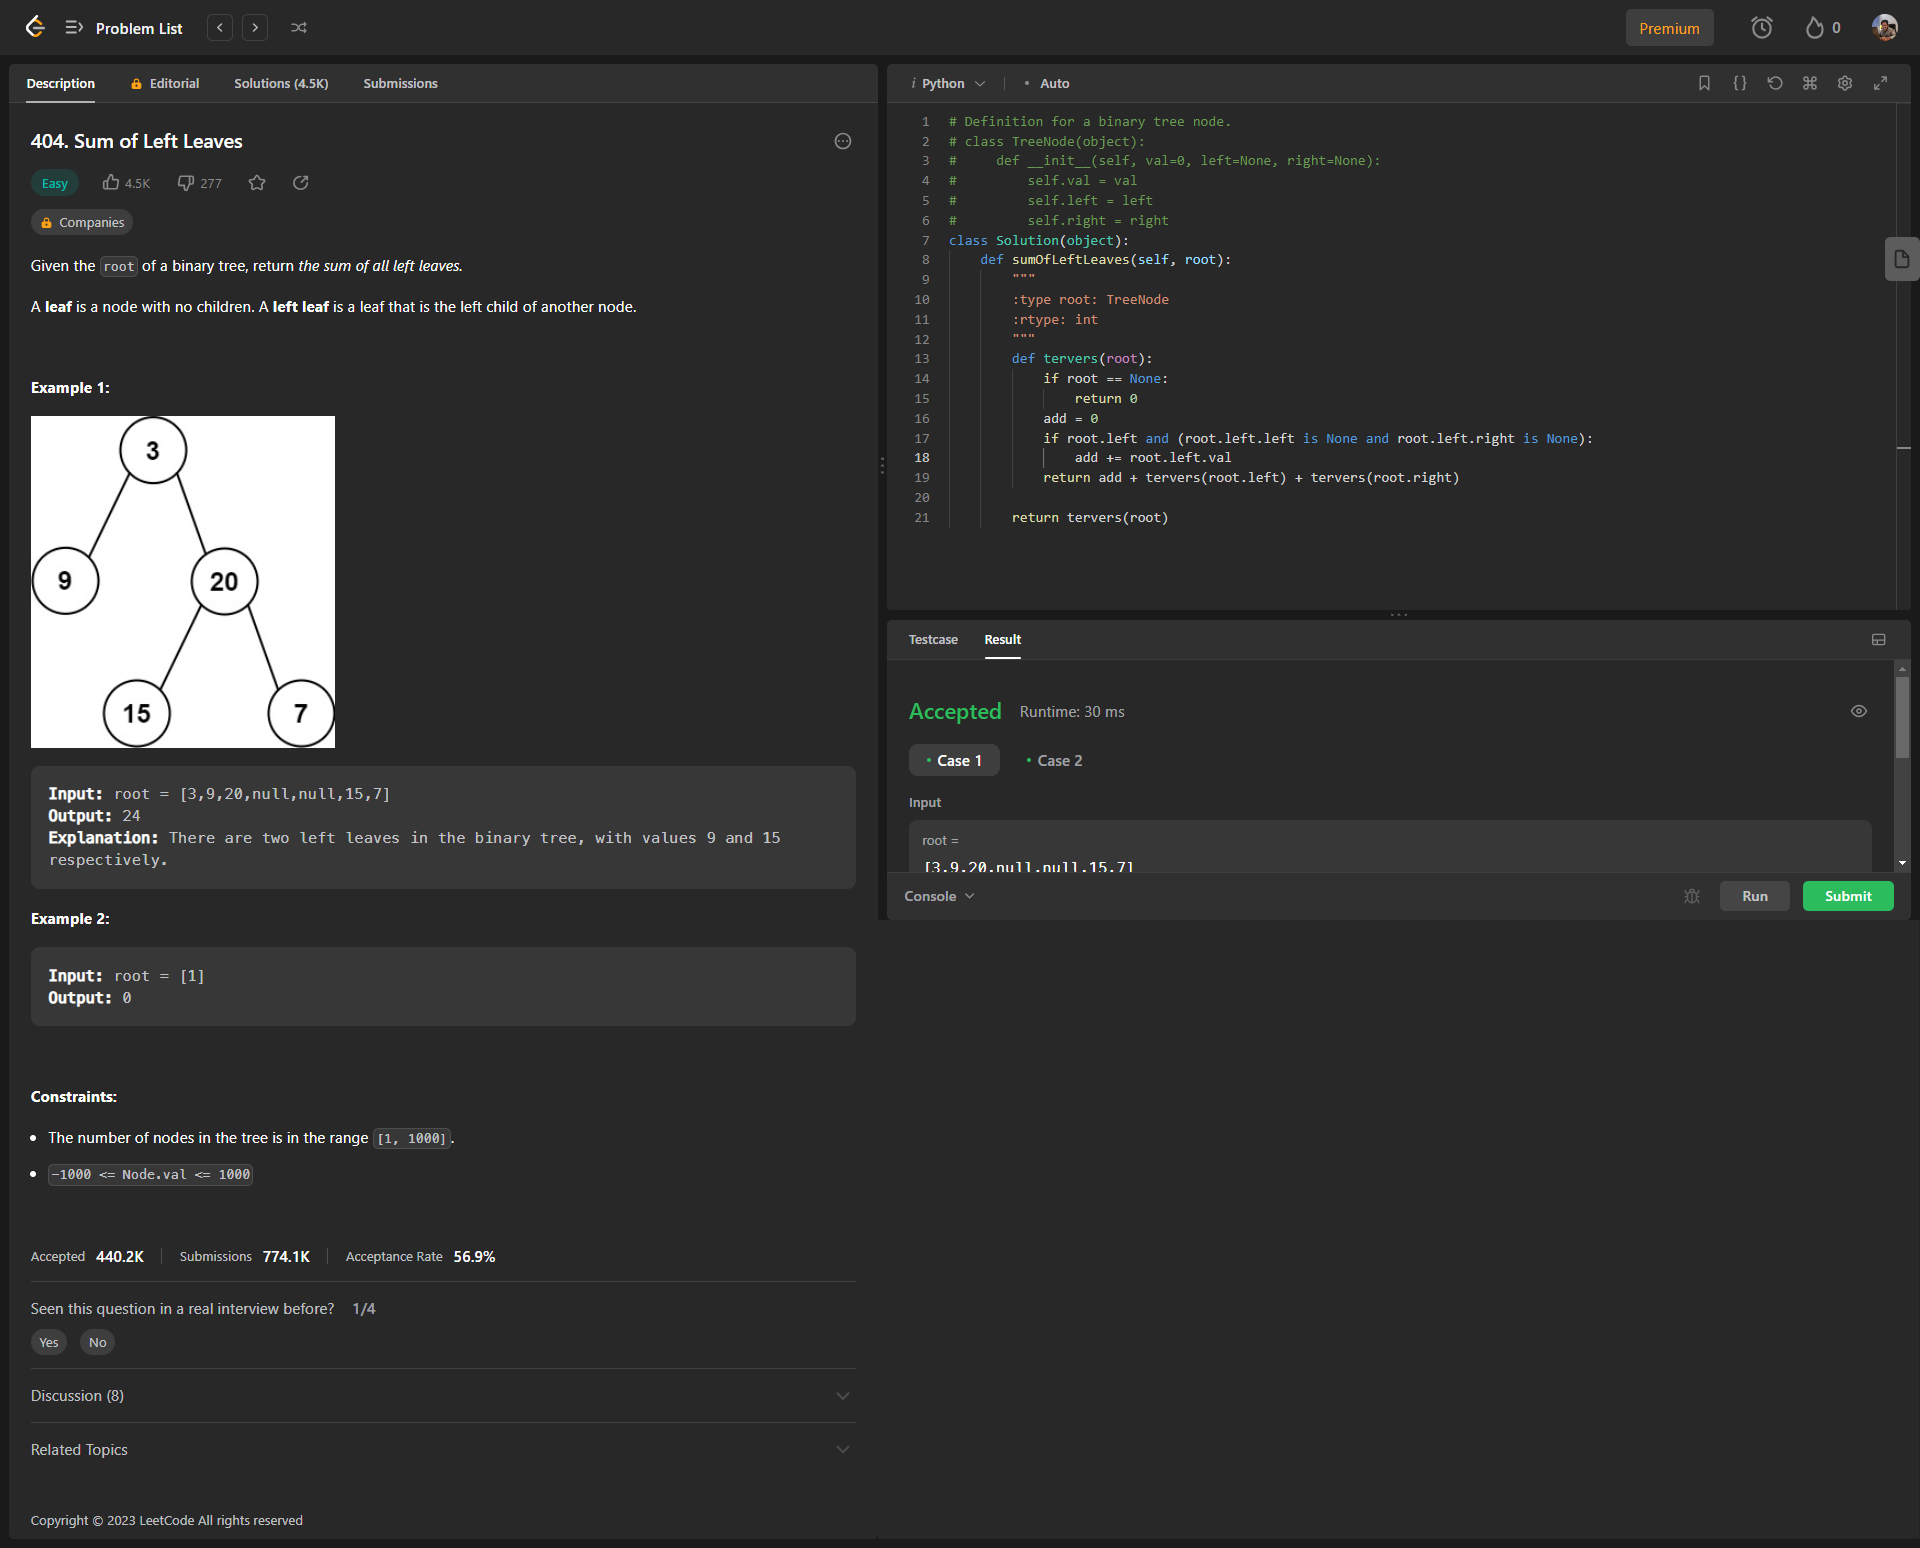 Problem List
Premium
0
Description
Editorial
Solutions (4.5K)
Submissions
404. Sum of Left Leaves
Easy
4.5K
277
Companies
Given the root of a binary tree, return the sum of all left leaves.
A leaf is a node with no children. A left leaf is a leaf that is the left child of another node.
Example 1:
3
9
20
15
7
Input: root = [3,9,20,null,null,15,7]
Output: 24
Explanation: There are two left leaves in the binary tree, with values 9 and 15
respectively.
Example 2:
Input: root = [1]
Output: 0
Constraints:
The number of nodes in the tree is in the range [1, 1000].
-1000 <= Node.val <= 1000
Accepted 440.2K
Submissions 774.1K
Acceptance Rate 56.9%
Seen this question in a real interview before? 1/4
Yes
No
Discussion (8)
Related Topics
Copyright © 2023 LeetCode All rights reserved
i Python
Auto
1 # Definition for a binary tree node.
2 # class TreeNode(object):
3 #     def __init__(self, val=0, left=None, right=None):
4 #         self.val = val
5 #         self.left = left
6 #         self.right = right
7 class Solution(object):
8     def sumOfLeftLeaves(self, root):
9         """
10         :type root: TreeNode
11         :rtype: int
12         """
13         def tervers(root):
14             if root == None:
15                 return 0
16             add = 0
17             if root.left and (root.left.left is None and root.left.right is None):
18                 add += root.left.val
19             return add + tervers(root.left) + tervers(root.right)
20
21         return tervers(root)
Testcase
Result
Accepted
Runtime: 30 ms
Case 1
Case 2
Input
root =
[3,9,20,null,null,15,7]
Console
Run
Submit